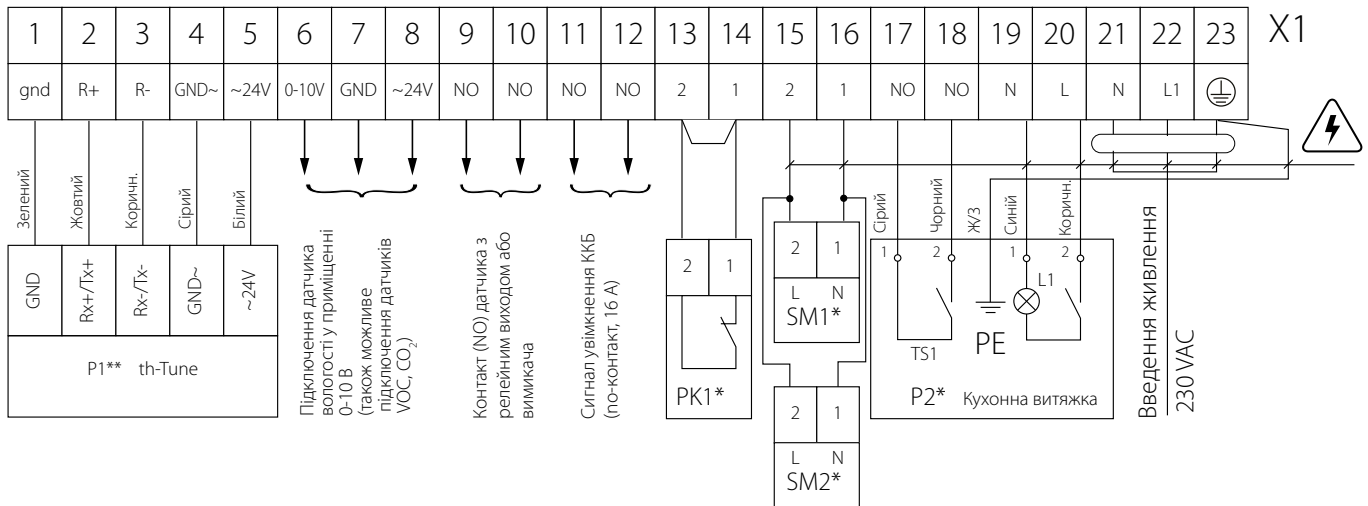 1 2 3 4 5 6 7 8 9 10 11 12 13 14 15 16 17 18 19 20 21 22 23 X1
gnd R+ R- GND~ ~24V 0-10V GND ~24V NO NO NO NO 2 1 2 1 NO NO N L N L1
Зелений
Жовтий
Коричн.
Сірий
Білий
GND
Rx+/Tx+
Rx-/Tx-
GND~
~24V
P1** th-Tune
Підключення датчика
вологості у приміщенні
0-10 В
(також можливе
підключення датчиків
VOC, CO₂)
Контакт (NO) датчика з
релейним виходом або
вимикача
Сигнал увімкнення ККБ
(no-контакт, 16 А)
2 1
PK1*
2 1
L N
SM1*
2 1
L N
SM2*
Сірий
Чорний
Ж/З
Синій
Коричн.
1 2 1 2
L1
TS1
PE
P2* Кухонна витяжка
Введення живлення
230 VAC